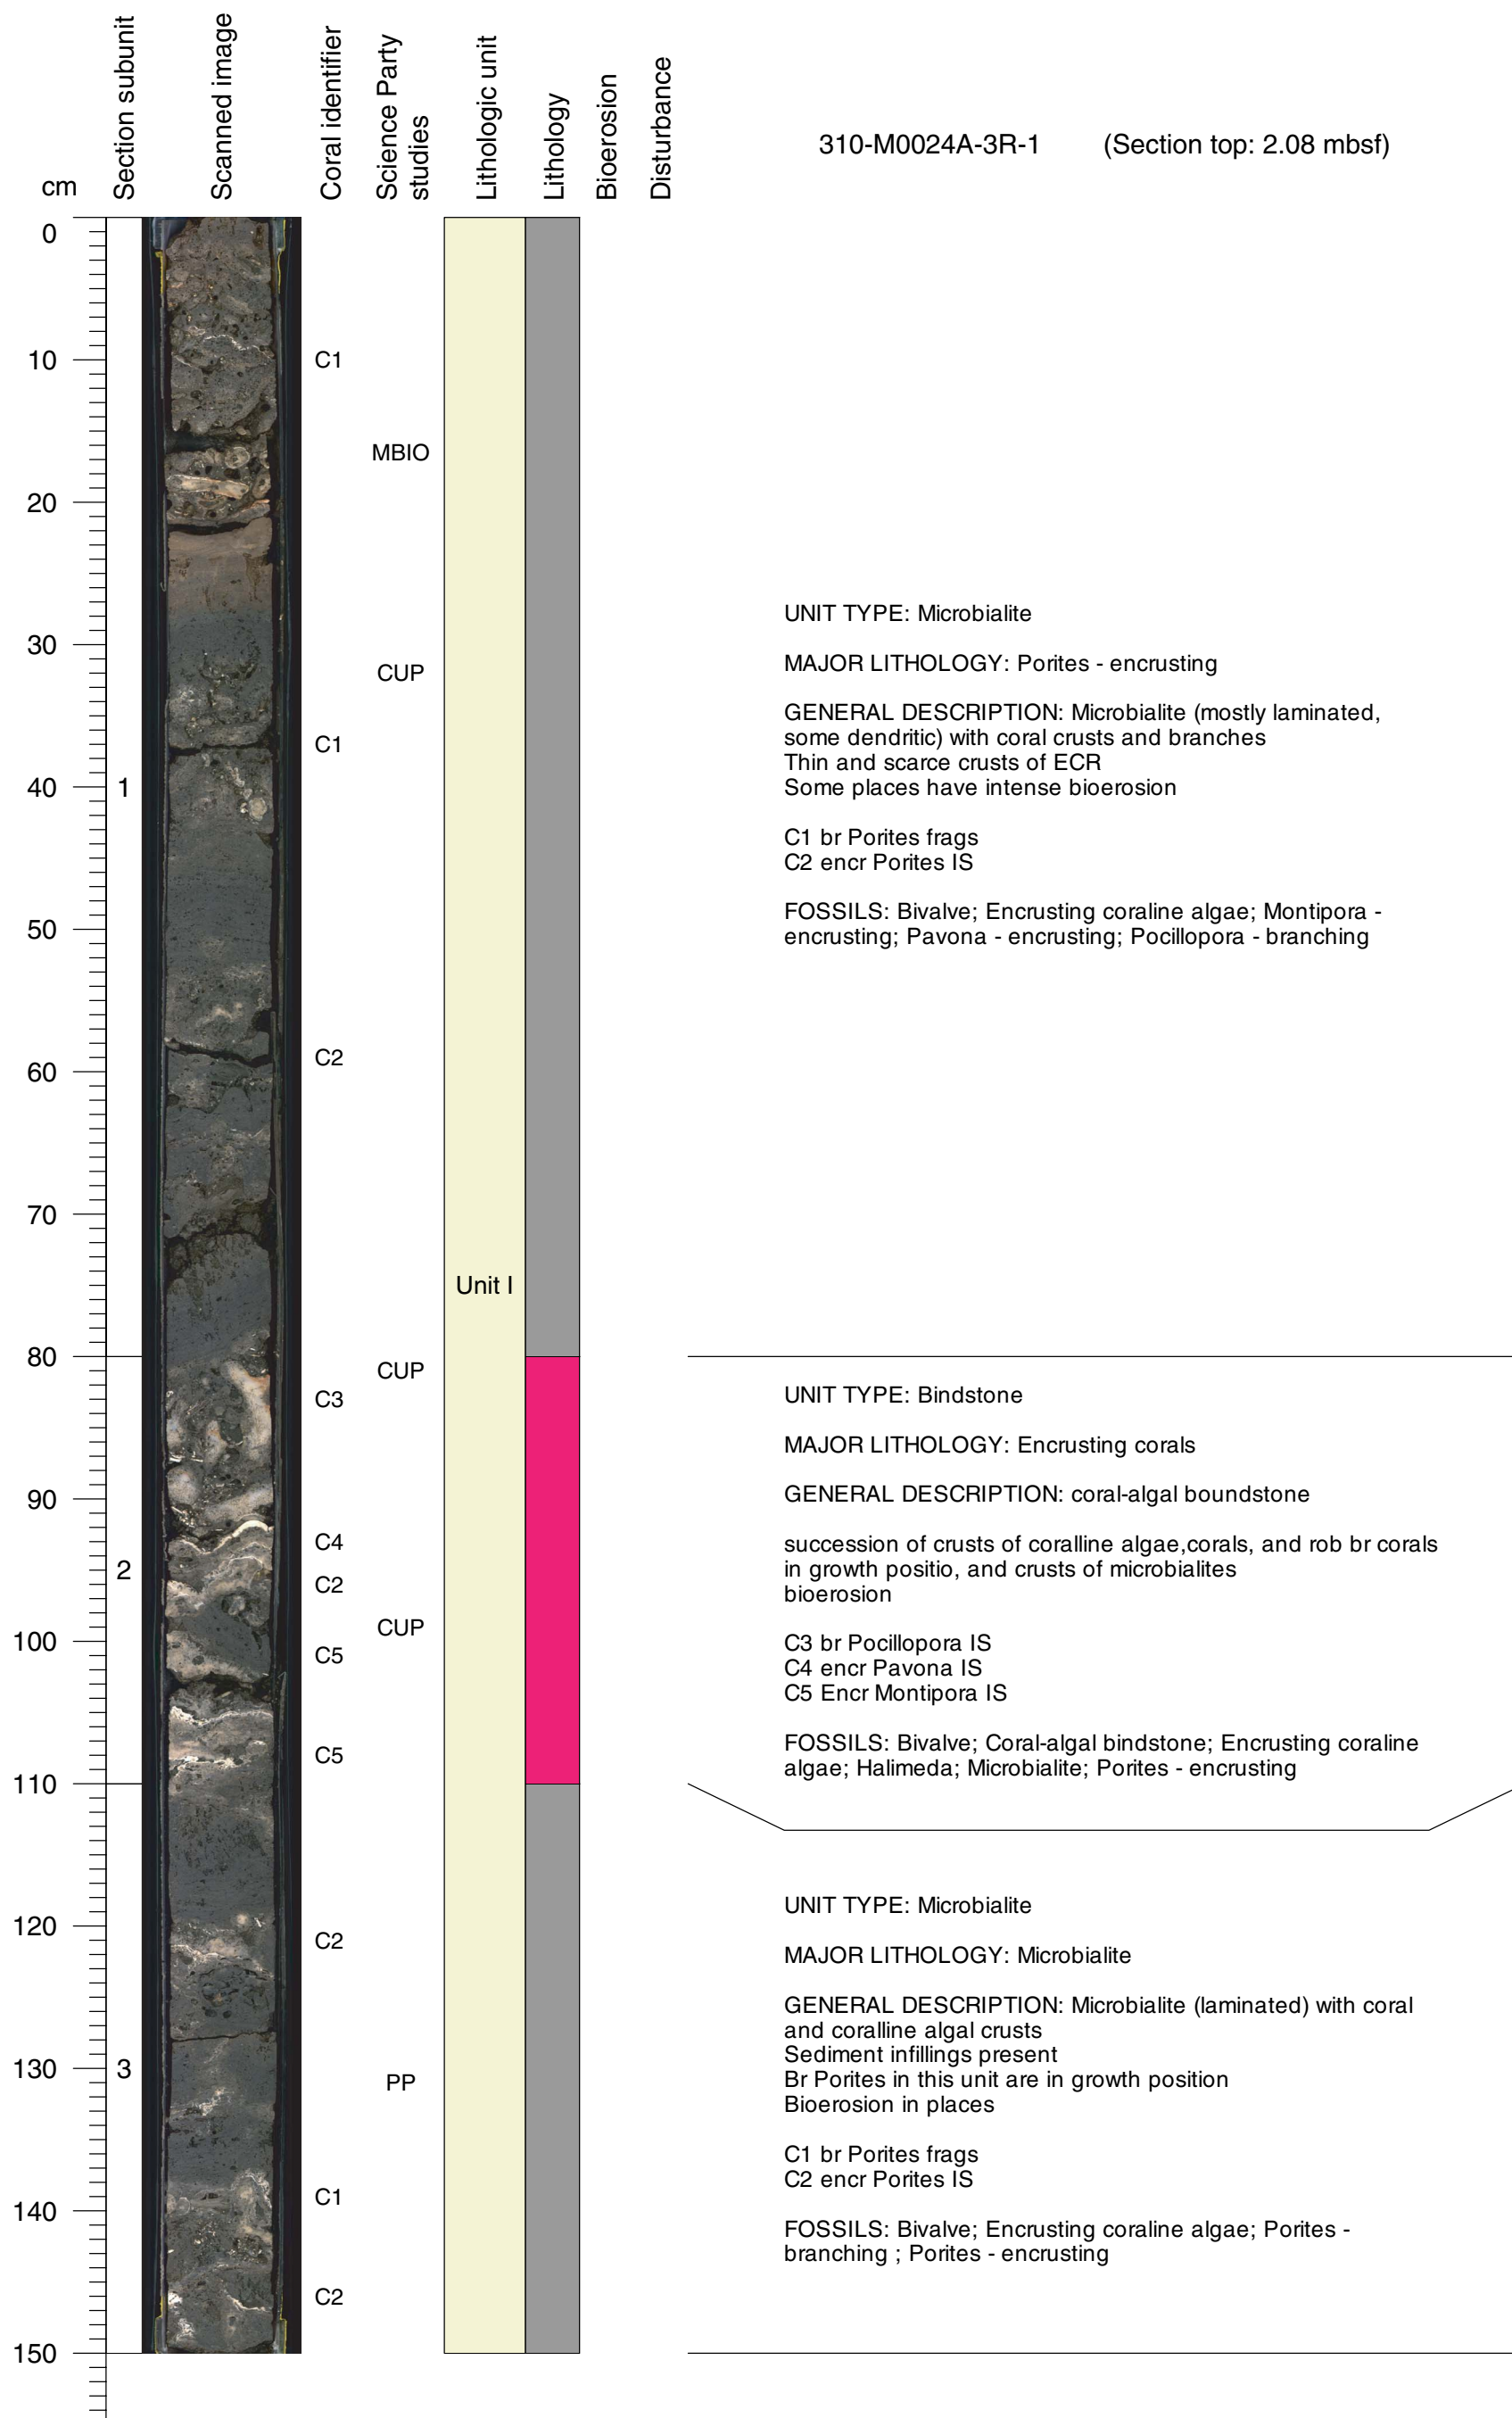 Section subunit
Scanned image
Coral identifier
Science Party
studies
Lithologic unit
Lithology
Bioerosion
Disturbance
310-M0024A-3R-1 (Section top: 2.08 mbsf)
cm
0
10
C1
MBIO
20
UNIT TYPE: Microbialite
30
MAJOR LITHOLOGY: Porites - encrusting
CUP
GENERAL DESCRIPTION: Microbialite (mostly laminated,
some dendritic) with coral crusts and branches
C1
Thin and scarce crusts of ECR
40
1
Some places have intense bioerosion
C1 br Porites frags
C2 encr Porites IS
FOSSILS: Bivalve; Encrusting coraline algae; Montipora -
50
encrusting; Pavona - encrusting; Pocillopora - branching
C2
60
70
Unit I
80
CUP
C3
UNIT TYPE: Bindstone
MAJOR LITHOLOGY: Encrusting corals
90
GENERAL DESCRIPTION: coral-algal boundstone
C4
succession of crusts of coralline algae,corals, and rob br corals
2
in growth positio, and crusts of microbialites
C2
bioerosion
CUP
100
C3 br Pocillopora IS
C5
C4 encr Pavona IS
C5 Encr Montipora IS
FOSSILS: Bivalve; Coral-algal bindstone; Encrusting coraline
C5
algae; Halimeda; Microbialite; Porites - encrusting
110
UNIT TYPE: Microbialite
120
C2
MAJOR LITHOLOGY: Microbialite
GENERAL DESCRIPTION: Microbialite (laminated) with coral
and coralline algal crusts
Sediment infillings present
130
3
PP
Br Porites in this unit are in growth position
Bioerosion in places
C1 br Porites frags
C2 encr Porites IS
C1
140
FOSSILS: Bivalve; Encrusting coraline algae; Porites -
branching ; Porites - encrusting
C2
150